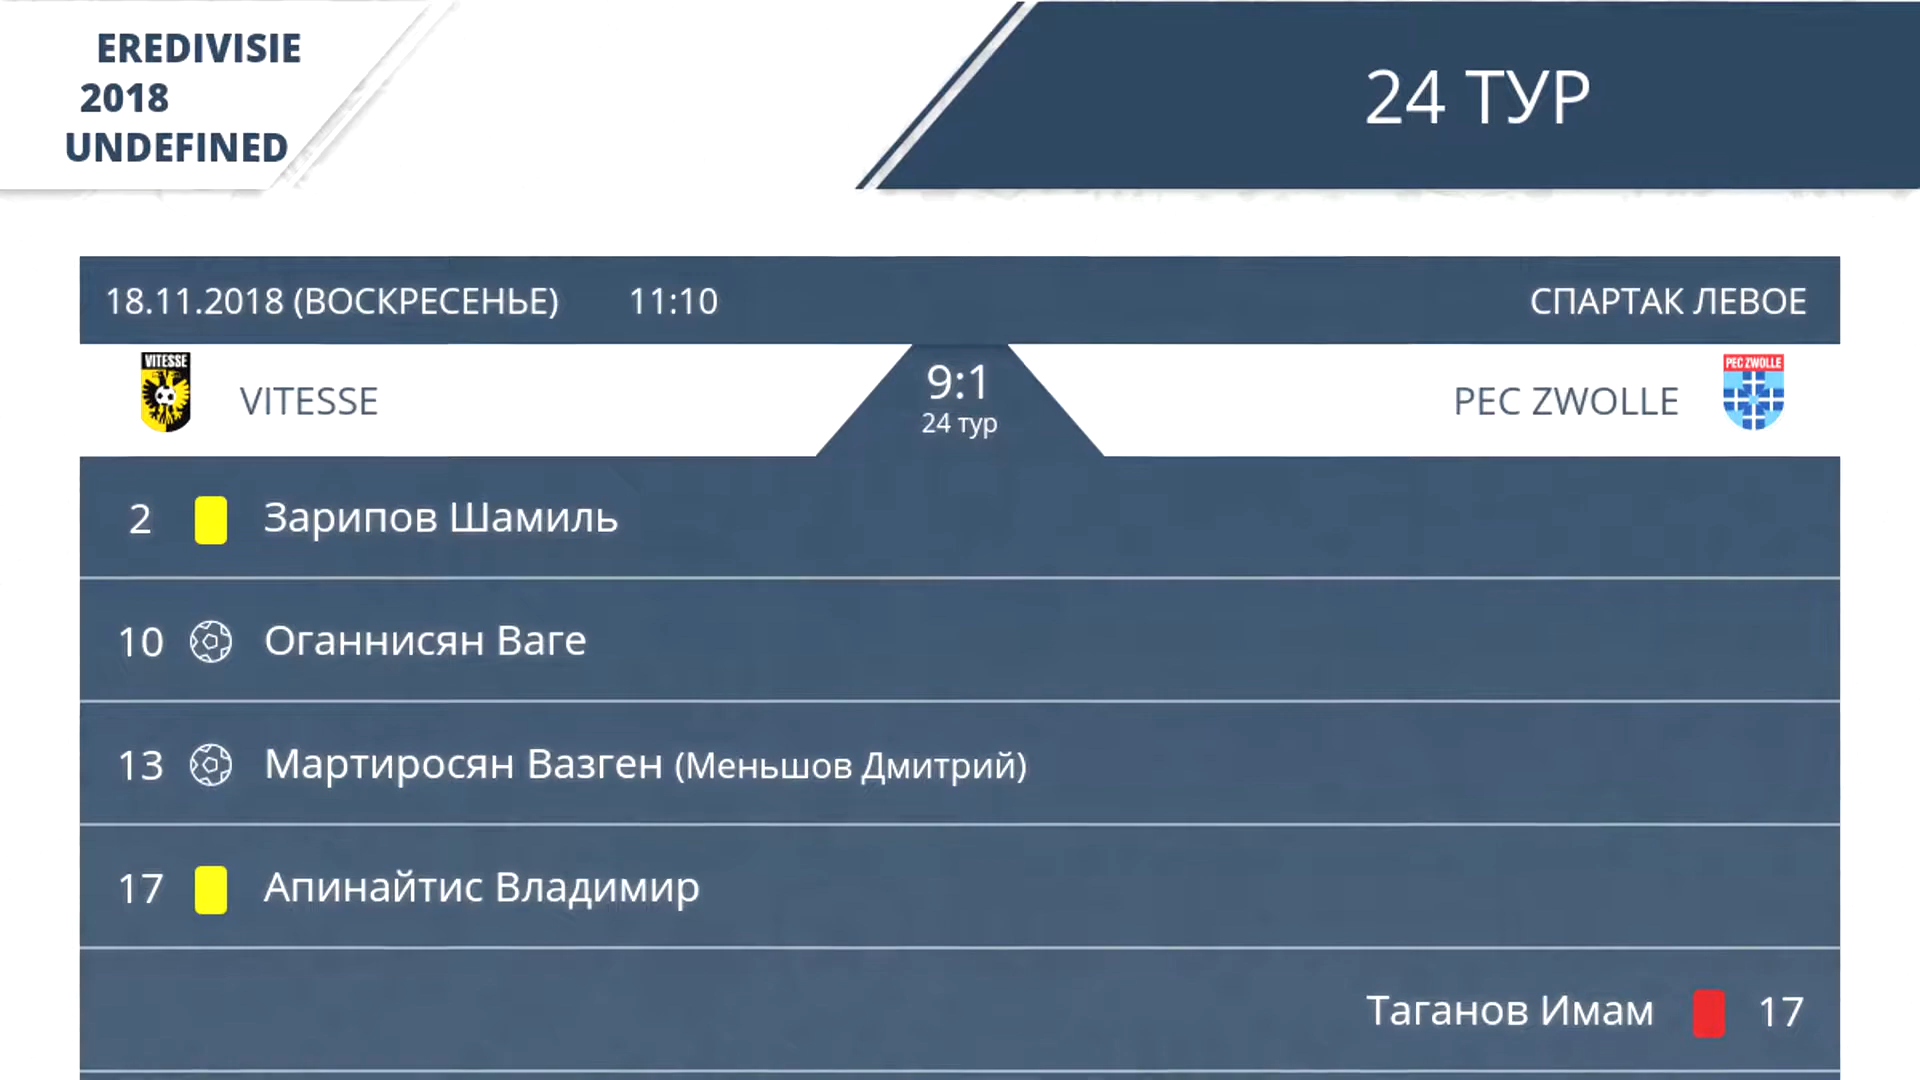 EREDIVISIE
2018
UNDEFINED
24 ТУР
18.11.2018 (ВОСКРЕСЕНЬЕ) 11:10 СПАРТАК ЛЕВОЕ
VITESSE VITESSE 9:1 PEC ZWOLLE PEC ZWOLLE
24 тур
2 Зарипов Шамиль
10 Оганнисян Ваге
13 Мартиросян Вазген (Меньшов Дмитрий)
17 Апинайтис Владимир
Таганов Имам 17